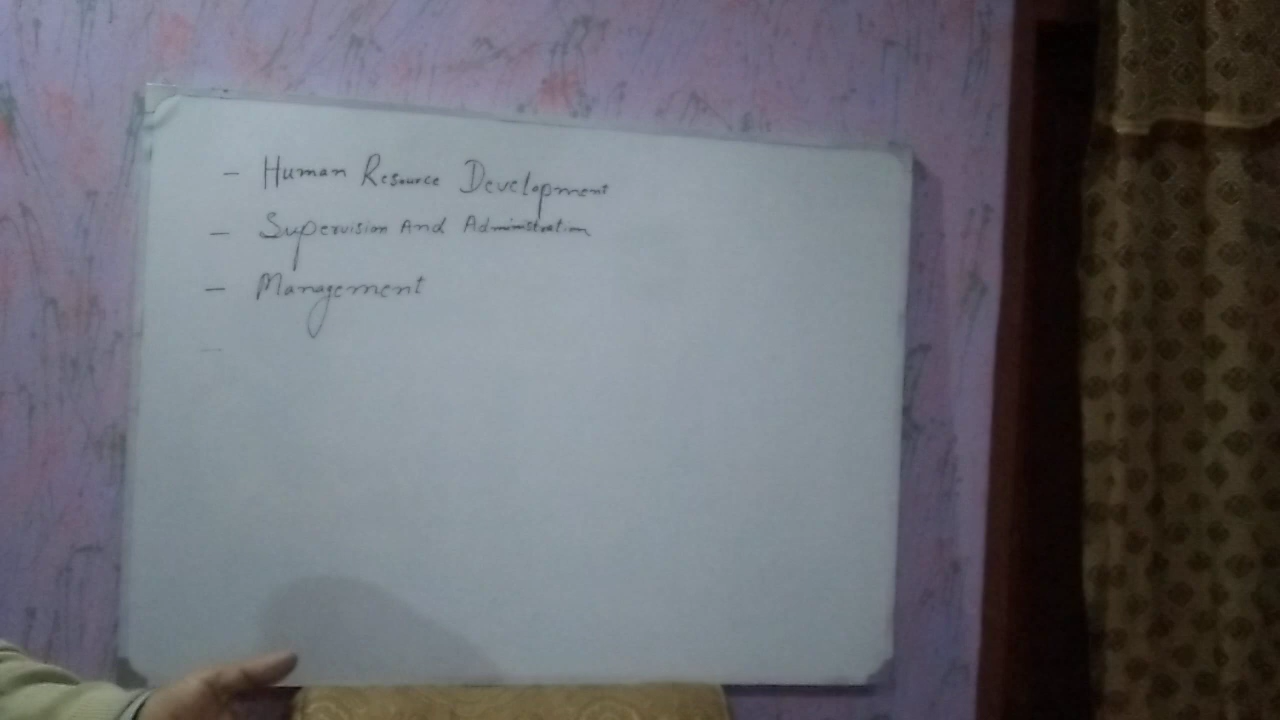 - Human Resource Development
- Supervision And Administration
- Management
-